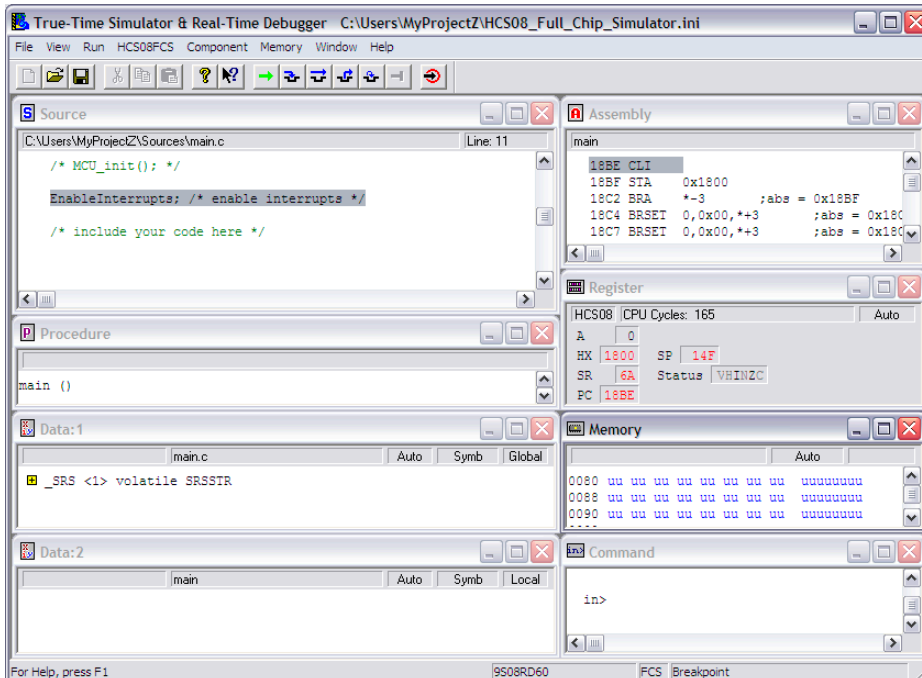 True-Time Simulator & Real-Time Debugger C:\Users\MyProjectZ\HCS08_Full_Chip_Simulator.ini
File View Run HCS08FCS Component Memory Window Help
Source
C:\Users\MyProjectZ\Sources\main.c Line: 11
/* MCU_init(); */
EnableInterrupts; /* enable interrupts */
/* include your code here */
Procedure
main ()
Data:1
main.c Auto Symb Global
_SRS <1> volatile SRSSTR
Data:2
main Auto Symb Local
Assembly
main
18BE CLI
18BF STA 0x1800
18C2 BRA *-3 ;abs = 0x18BF
18C4 BRSET 0,0x00,*+3 ;abs = 0x180
18C7 BRSET 0,0x00,*+3 ;abs = 0x180
Register
HCS08 CPU Cycles: 165 Auto
A 0
HX 1800 SP 14F
SR 6A Status VHINZC
PC 18BE
Memory
Auto
0080 uu uu uu uu uu uu uu uu uuuuuuuu
0088 uu uu uu uu uu uu uu uu uuuuuuuu
0090 uu uu uu uu uu uu uu uu uuuuuuuu
Command
in>
For Help, press F1 9S08RD60 FCS Breakpoint